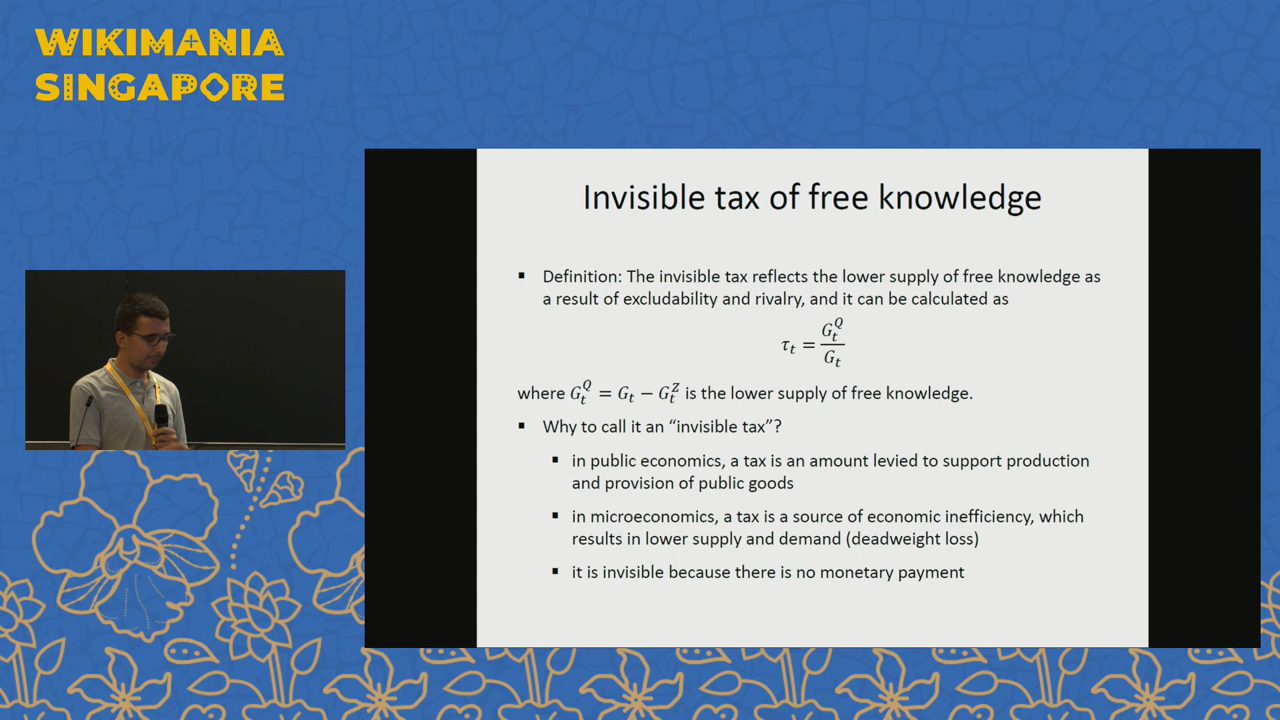 WIKIMANIA
SINGAPORE
Invisible tax of free knowledge
▪ Definition: The invisible tax reflects the lower supply of free knowledge as
a result of excludability and rivalry, and it can be calculated as
τ_t = G_t^Q / G_t
where G_t^Q = G_t − G_t^Z is the lower supply of free knowledge.
▪ Why to call it an “invisible tax”?
▪ in public economics, a tax is an amount levied to support production
and provision of public goods
▪ in microeconomics, a tax is a source of economic inefficiency, which
results in lower supply and demand (deadweight loss)
▪ it is invisible because there is no monetary payment